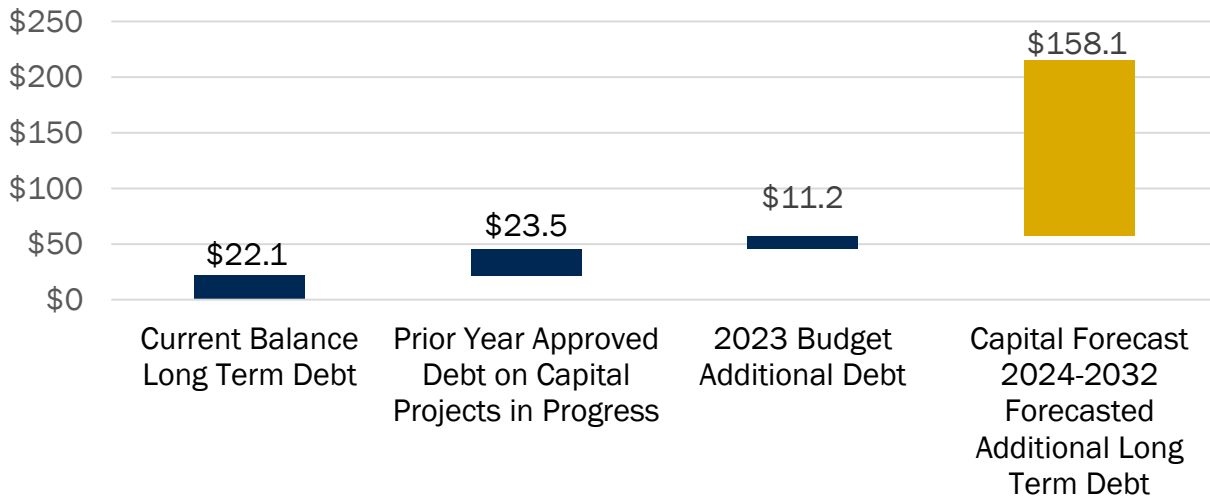 $250
$200
$150
$100
$50
$0
$22.1
$23.5
$11.2
$158.1
Current Balance
Long Term Debt
Prior Year Approved
Debt on Capital
Projects in Progress
2023 Budget
Additional Debt
Capital Forecast
2024-2032
Forecasted
Additional Long
Term Debt